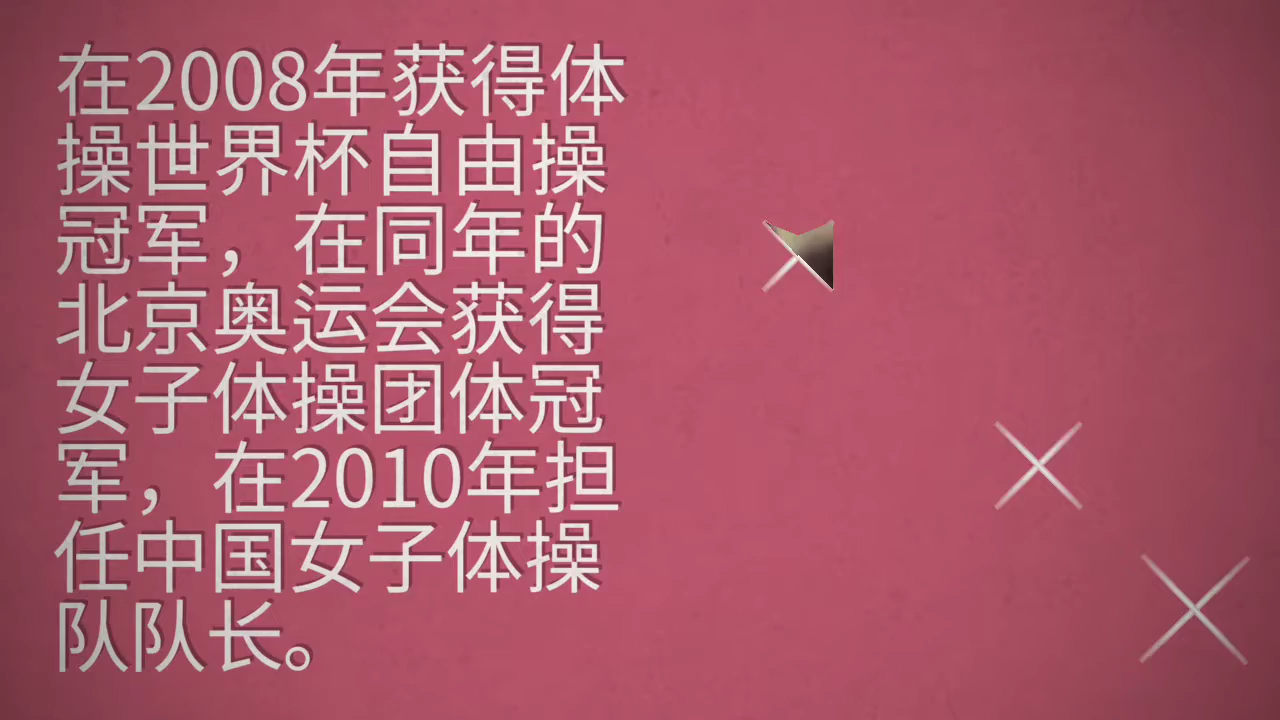 在2008年获得体
操世界杯自由操
冠军，在同年的
北京奥运会获得
女子体操团体冠
军，在2010年担
任中国女子体操
队队长。